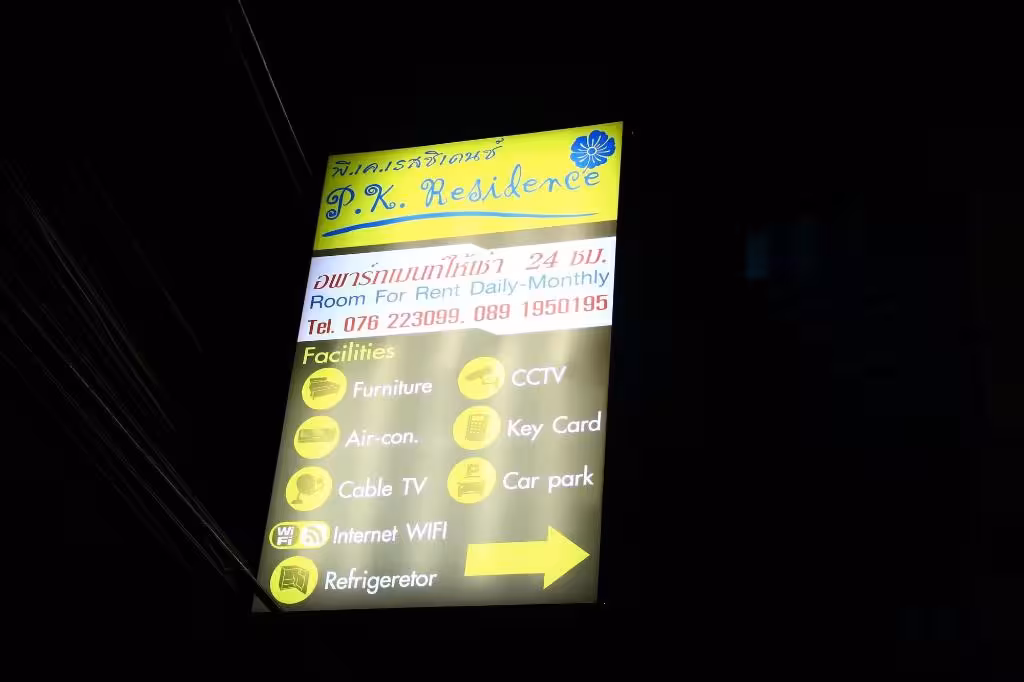 พี.เค.เรสซิเดนซ์
P.K. Residence
อพาร์ทเมนท์ให้เช่า 24 ชม.
Room For Rent Daily-Monthly
Tel. 076 223099. 089 1950195
Facilities
Furniture
CCTV
Air-con.
Key Card
Cable TV
Car park
WiFi Internet WIFI
Refrigeretor